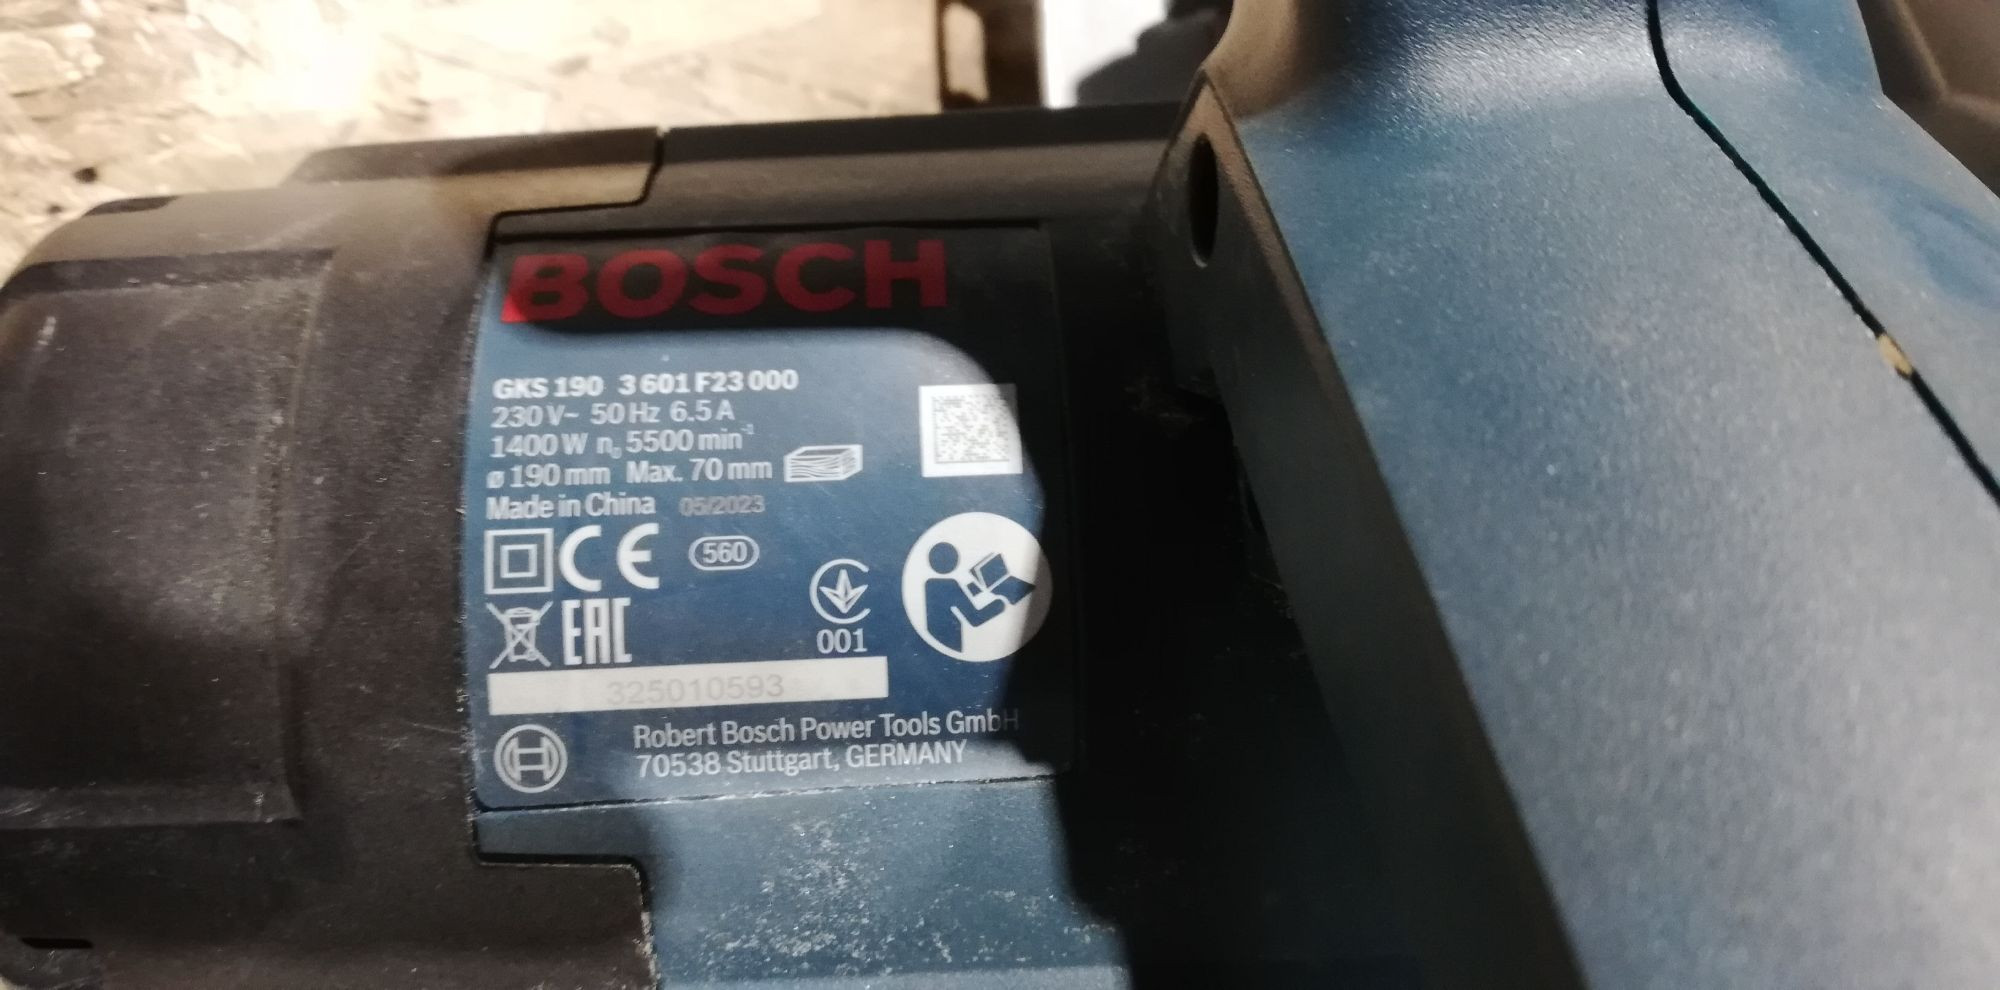 BOSCH
GKS 190 3 601 F23 000
230 V~ 50 Hz 6.5 A
1400 W n₀ 5500 min⁻¹
ø 190 mm Max. 70 mm
Made in China 05/2023
CE 560
EAC 001
325010593
Robert Bosch Power Tools GmbH
70538 Stuttgart, GERMANY